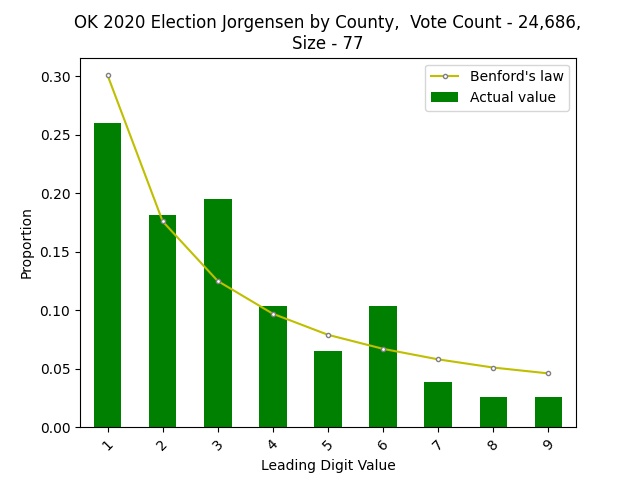 OK 2020 Election Jorgensen by County,  Vote Count - 24,686,
Size - 77
Benford's law
Actual value
0.30
0.25
0.20
0.15
0.10
0.05
0.00
Proportion
1 2 3 4 5 6 7 8 9
Leading Digit Value